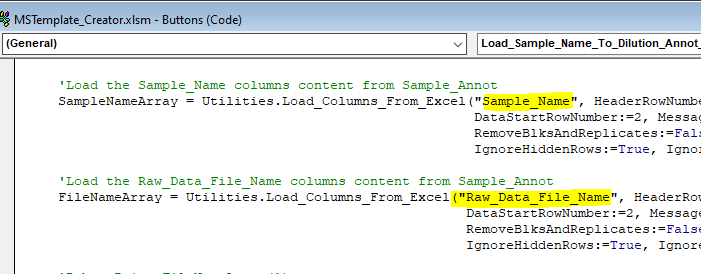 MSTemplate_Creator.xlsm - Buttons (Code)
(General) Load_Sample_Name_To_Dilution_Annot_
'Load the Sample_Name columns content from Sample_Annot
SampleNameArray = Utilities.Load_Columns_From_Excel("Sample_Name", HeaderRowNumbe
DataStartRowNumber:=2, Messag
RemoveBlksAndReplicates:=Fals
IgnoreHiddenRows:=True, Ignor
'Load the Raw_Data_File_Name columns content from Sample_Annot
FileNameArray = Utilities.Load_Columns_From_Excel("Raw_Data_File_Name", HeaderRow
DataStartRowNumber:=2, Messag
RemoveBlksAndReplicates:=Fals
IgnoreHiddenRows:=True, Ignor